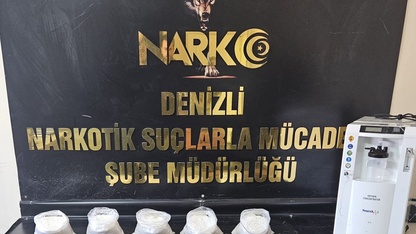 NARKO
DENİZLİ
NARKOTİK SUÇLARLA MÜCADE
ŞUBE MÜDÜRLÜĞÜ